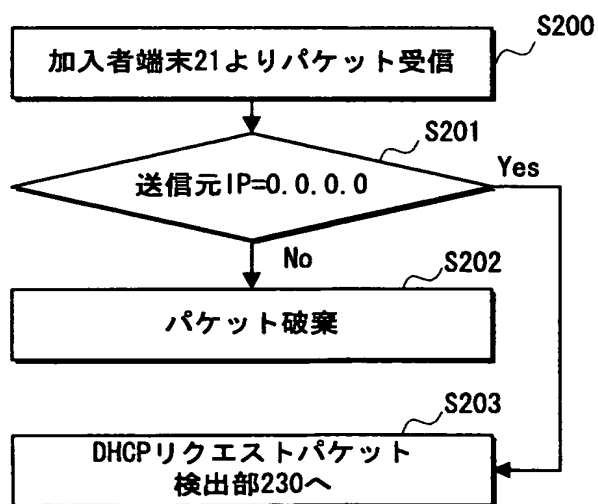 S200
加入者端末21よりパケット受信
S201
送信元IP=0.0.0.0
Yes
No
S202
パケット破棄
S203
DHCPリクエストパケット
検出部230へ